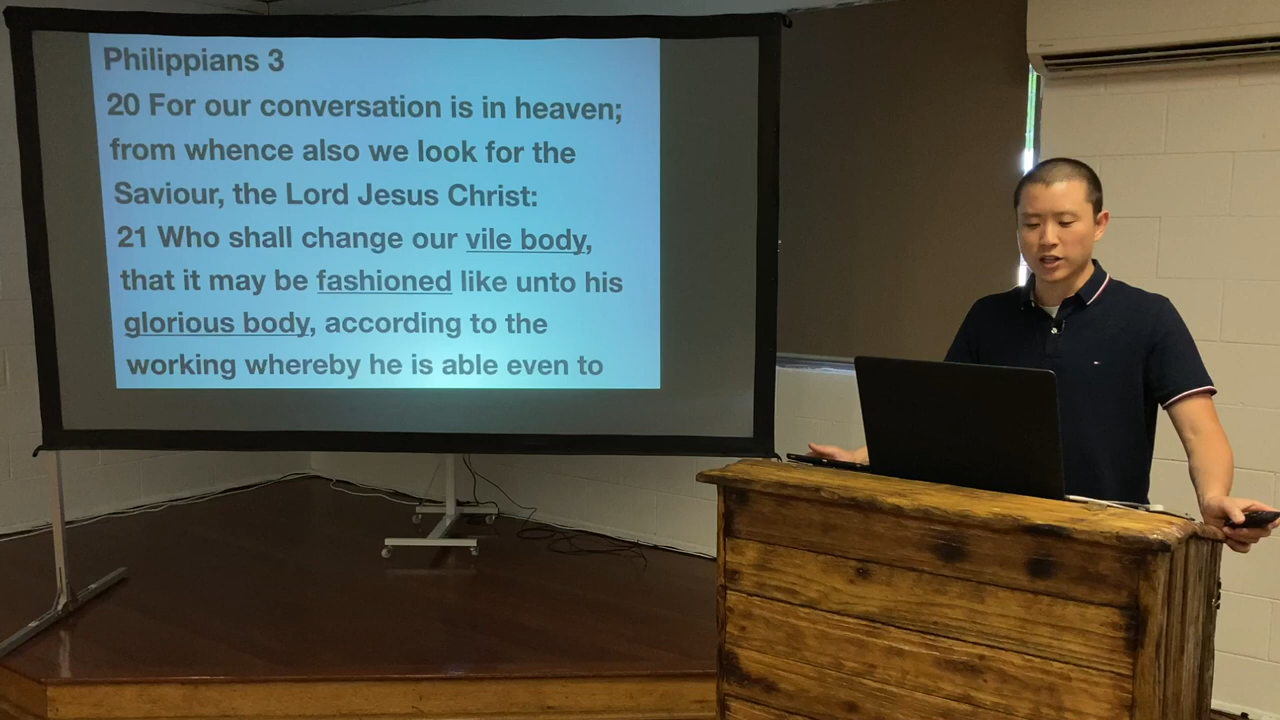 Philippians 3
20 For our conversation is in heaven;
from whence also we look for the
Saviour, the Lord Jesus Christ:
21 Who shall change our vile body,
that it may be fashioned like unto his
glorious body, according to the
working whereby he is able even to